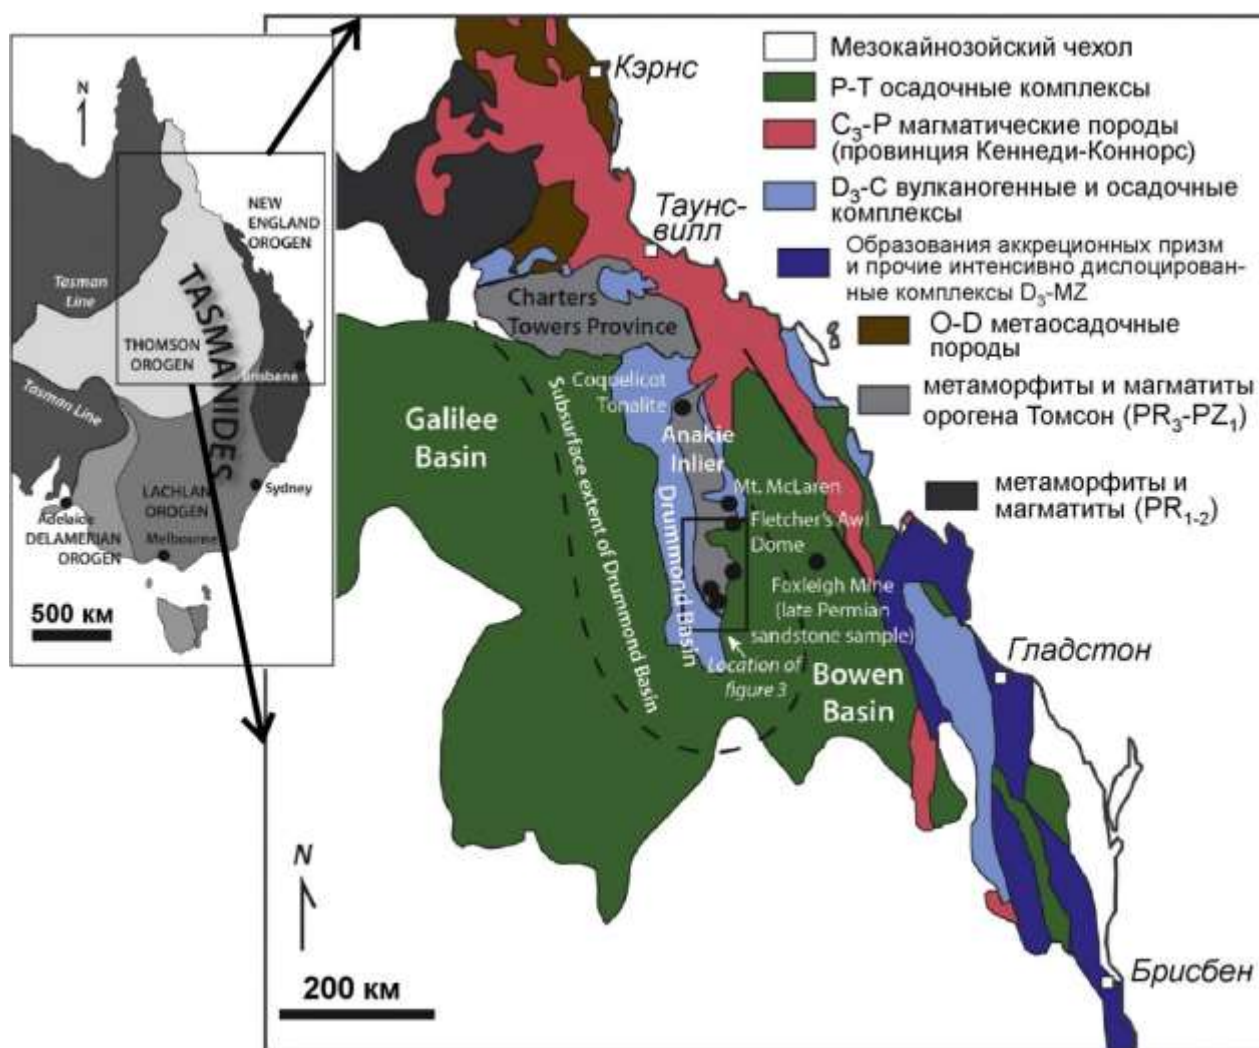 N
NEW
ENGLAND
OROGEN
Tasman
Line
TASMANIDES
THOMSON
OROGEN
Brisbane
Tasman Line
LACHLAN
OROGEN
Sydney
Adelaide
DELAMERIAN
OROGEN
Melbourne
500 км
Кэрнс
Таунс-
вилл
Charters
Towers Province
Coquelicot
Tonalite
Galilee
Basin
Subsurface extent of Drummond Basin
Anakie
Inlier
Drummond Basin
Mt. McLaren
Fletcher's Awl
Dome
Foxleigh Mine
(late Permian
sandstone sample)
Location of
figure 3
Bowen
Basin
Гладстон
Брисбен
N
200 км
Мезокайнозойский чехол
P-T осадочные комплексы
C3-P магматические породы
(провинция Кеннеди-Коннорс)
D3-C вулканогенные и осадочные
комплексы
Образования аккреционных призм
и прочие интенсивно дислоцирован-
ные комплексы D3-MZ
O-D метаосадочные
породы
метаморфиты и магматиты
орогена Томсон (PR3-PZ1)
метаморфиты и
магматиты (PR1-2)